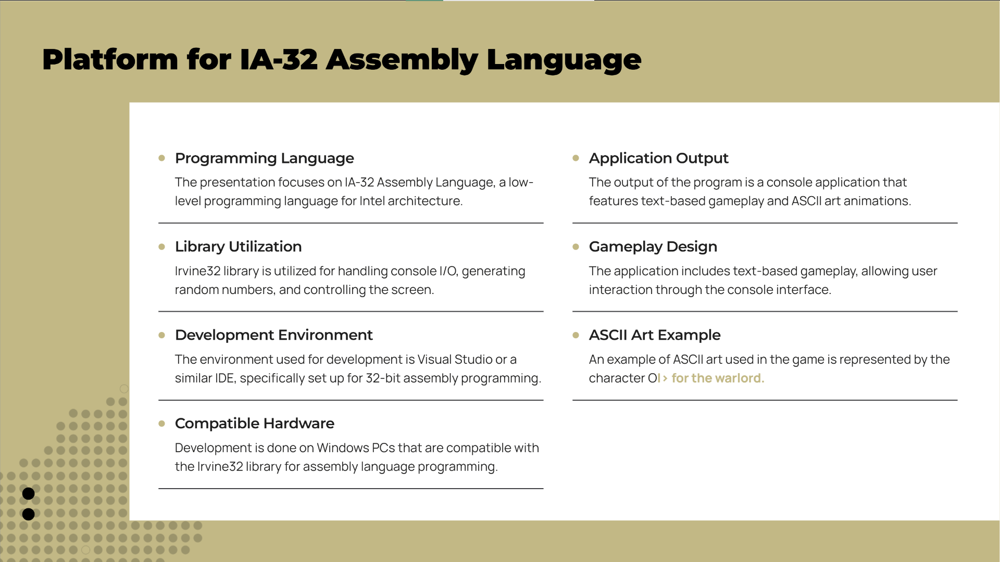 Platform for IA-32 Assembly Language
Programming Language
The presentation focuses on IA-32 Assembly Language, a low-
level programming language for Intel architecture.
Library Utilization
Irvine32 library is utilized for handling console I/O, generating
random numbers, and controlling the screen.
Development Environment
The environment used for development is Visual Studio or a
similar IDE, specifically set up for 32-bit assembly programming.
Compatible Hardware
Development is done on Windows PCs that are compatible with
the Irvine32 library for assembly language programming.
Application Output
The output of the program is a console application that
features text-based gameplay and ASCII art animations.
Gameplay Design
The application includes text-based gameplay, allowing user
interaction through the console interface.
ASCII Art Example
An example of ASCII art used in the game is represented by the
character O|> for the warlord.